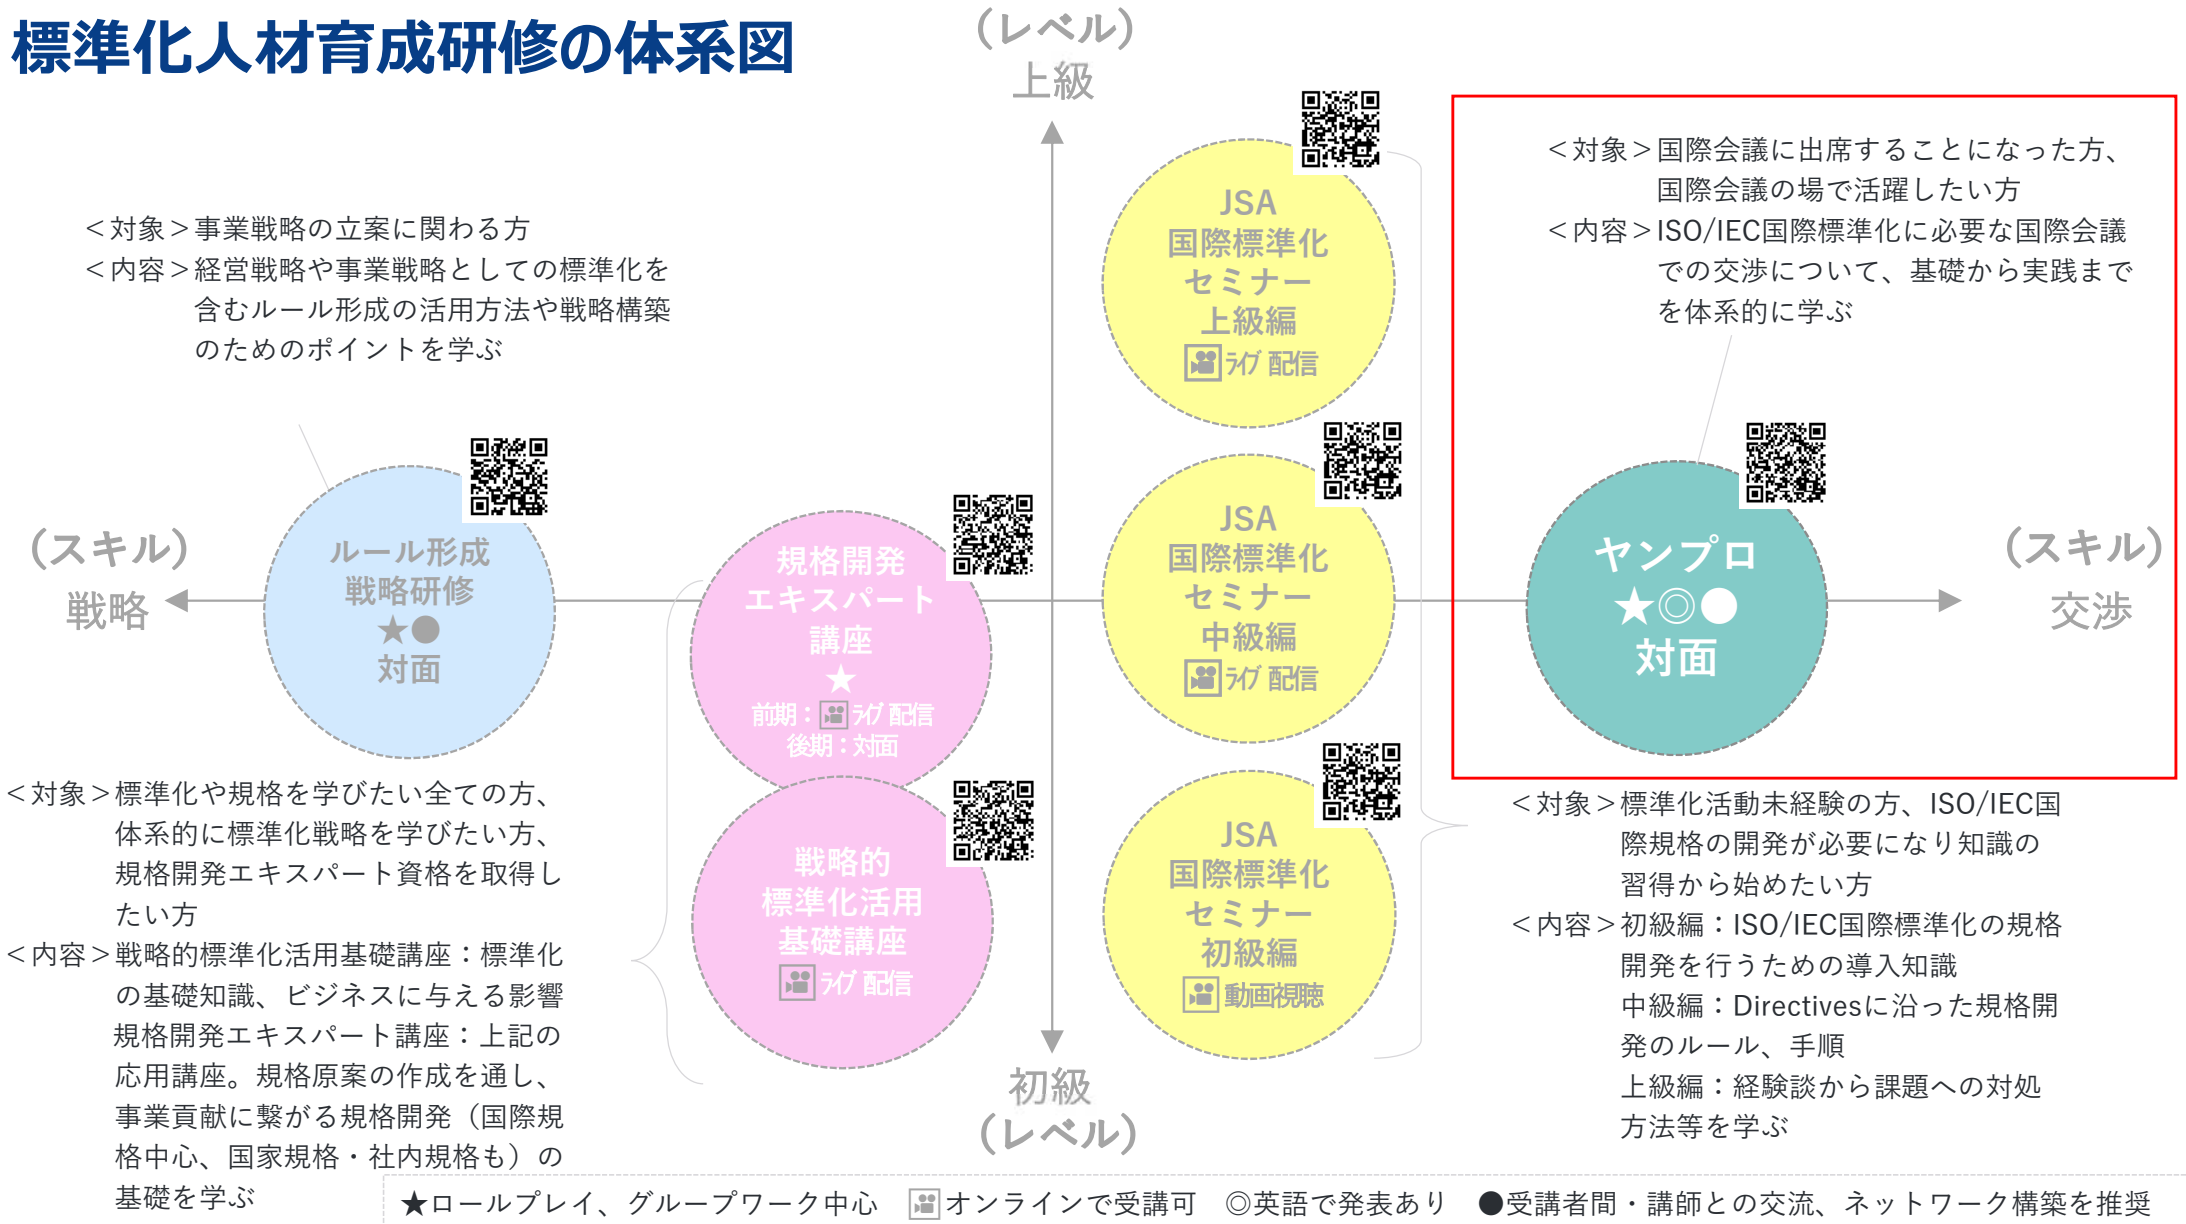 標準化人材育成研修の体系図
（レベル）
上級
＜対象＞事業戦略の立案に関わる方
＜内容＞経営戦略や事業戦略としての標準化を
含むルール形成の活用方法や戦略構築
のためのポイントを学ぶ
JSA
国際標準化
セミナー
上級編
ﾗｲﾌﾞ配信
＜対象＞国際会議に出席することになった方、
国際会議の場で活躍したい方
＜内容＞ISO/IEC国際標準化に必要な国際会議
での交渉について、基礎から実践まで
を体系的に学ぶ
（スキル）
戦略
ルール形成
戦略研修
★●
対面
規格開発
エキスパート
講座
★
前期：ﾗｲﾌﾞ配信
後期：対面
JSA
国際標準化
セミナー
中級編
ﾗｲﾌﾞ配信
ヤンプロ
★◎●
対面
（スキル）
交渉
＜対象＞標準化や規格を学びたい全ての方、
体系的に標準化戦略を学びたい方、
規格開発エキスパート資格を取得し
たい方
＜内容＞戦略的標準化活用基礎講座：標準化
の基礎知識、ビジネスに与える影響
規格開発エキスパート講座：上記の
応用講座。規格原案の作成を通し、
事業貢献に繋がる規格開発（国際規
格中心、国家規格・社内規格も）の
基礎を学ぶ
戦略的
標準化活用
基礎講座
ﾗｲﾌﾞ配信
JSA
国際標準化
セミナー
初級編
動画視聴
＜対象＞標準化活動未経験の方、ISO/IEC国
際規格の開発が必要になり知識の
習得から始めたい方
＜内容＞初級編：ISO/IEC国際標準化の規格
開発を行うための導入知識
中級編：Directivesに沿った規格開
発のルール、手順
上級編：経験談から課題への対処
方法等を学ぶ
初級
（レベル）
★ロールプレイ、グループワーク中心 オンラインで受講可 ◎英語で発表あり ●受講者間・講師との交流、ネットワーク構築を推奨